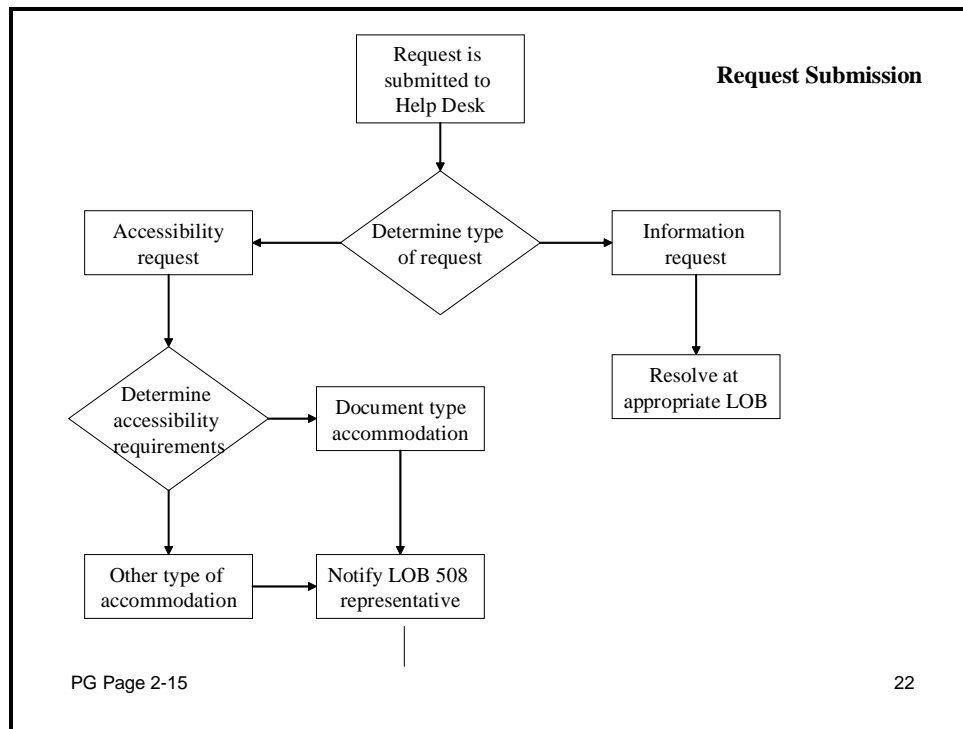 Request Submission
Request is
submitted to
Help Desk
Determine type
of request
Accessibility
request
Information
request
Resolve at
appropriate LOB
Determine
accessibility
requirements
Document type
accommodation
Other type of
accommodation
Notify LOB 508
representative
PG Page 2-15
22